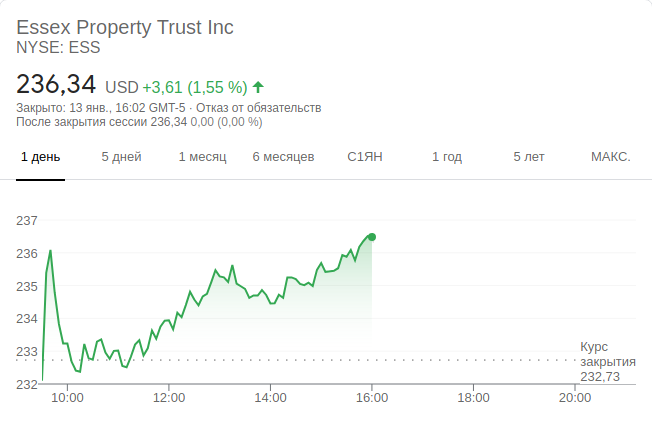 Essex Property Trust Inc
NYSE: ESS
236,34 USD +3,61 (1,55 %)
Закрыто: 13 янв., 16:02 GMT-5 · Отказ от обязательств
После закрытия сессии 236,34 0,00 (0,00 %)
1 день 5 дней 1 месяц 6 месяцев С1ЯН 1 год 5 лет МАКС.
237
236
235
234
233
232
Курс
закрытия
232,73
10:00 12:00 14:00 16:00 18:00 20:00